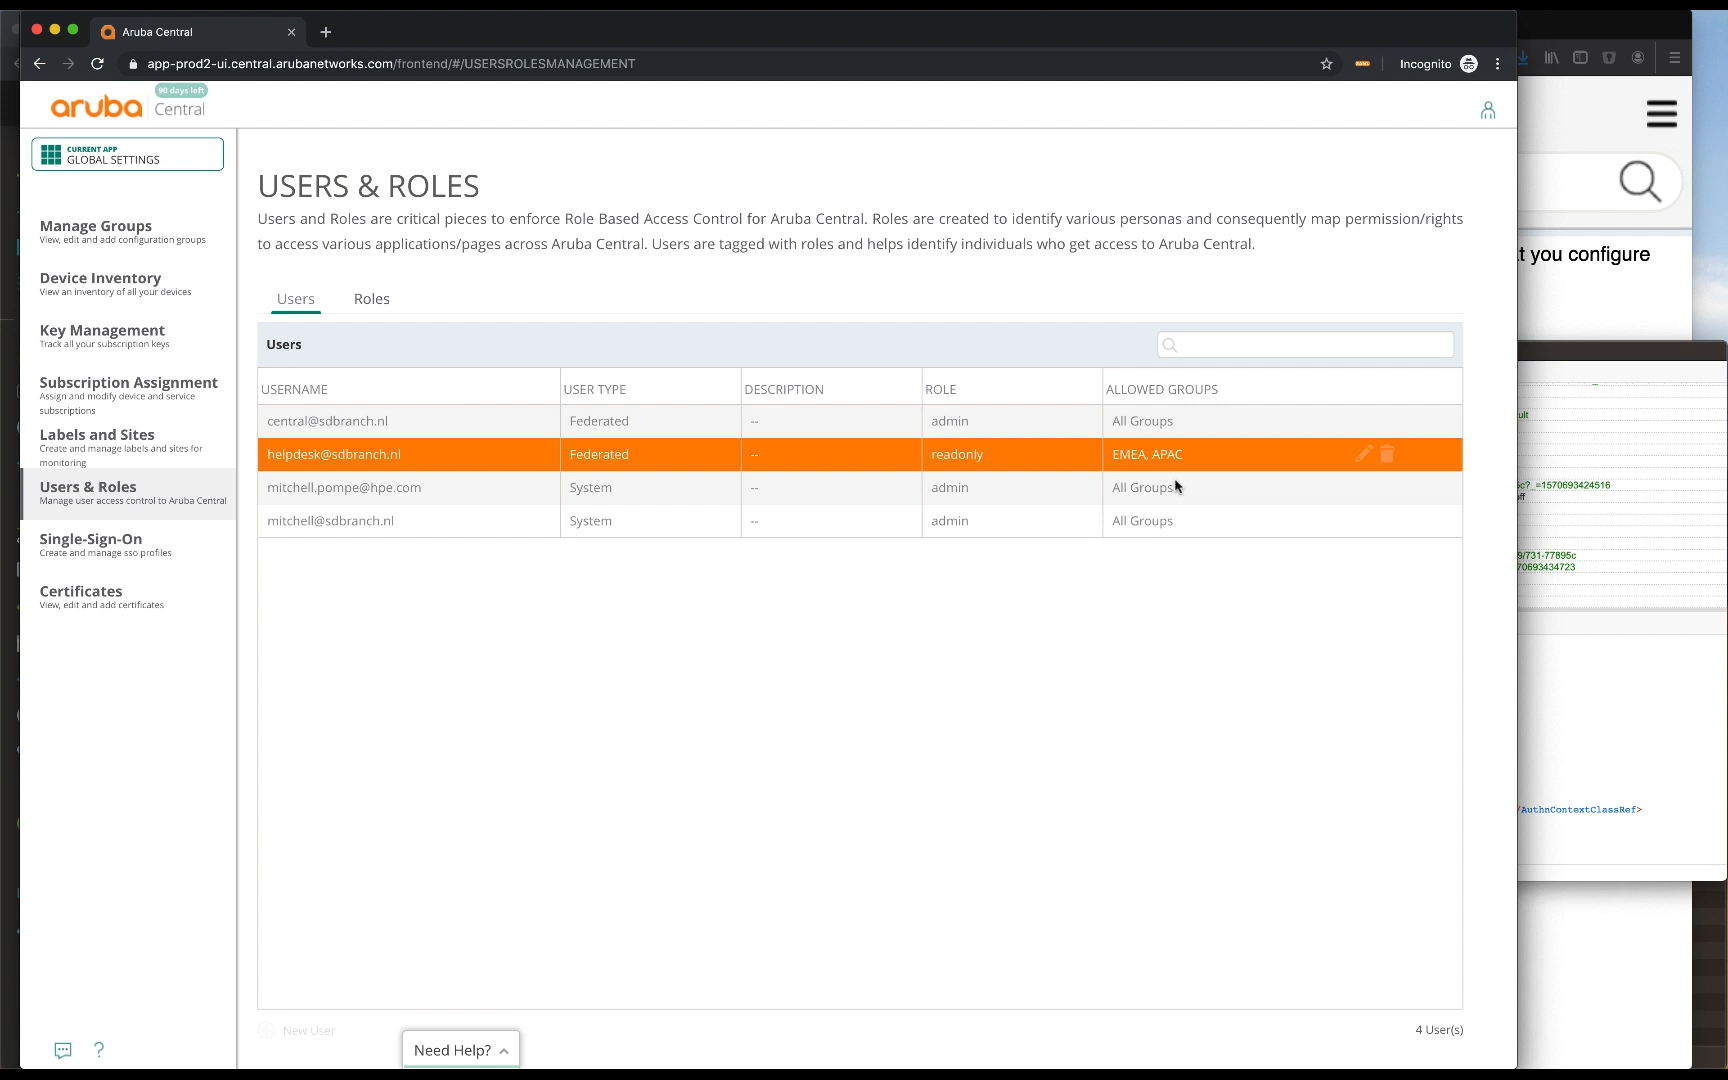 Aruba Central
app-prod2-ui.central.arubanetworks.com/frontend/#/USERSROLESMANAGEMENT
Incognito
90 days left
aruba Central
CURRENT APP
GLOBAL SETTINGS
Manage Groups
View, edit and add configuration groups
Device Inventory
View an inventory of all your devices
Key Management
Track all your subscription keys
Subscription Assignment
Assign and modify device and service
subscriptions
Labels and Sites
Create and manage labels and sites for
monitoring
Users & Roles
Manage user access control to Aruba Central
Single-Sign-On
Create and manage sso profiles
Certificates
View, edit and add certificates
USERS & ROLES
Users and Roles are critical pieces to enforce Role Based Access Control for Aruba Central. Roles are created to identify various personas and consequently map permission/rights
to access various applications/pages across Aruba Central. Users are tagged with roles and helps identify individuals who get access to Aruba Central.
Users Roles
Users
USERNAME USER TYPE DESCRIPTION ROLE ALLOWED GROUPS
central@sdbranch.nl Federated -- admin All Groups
helpdesk@sdbranch.nl Federated -- readonly EMEA, APAC
mitchell.pompe@hpe.com System -- admin All Groups
mitchell@sdbranch.nl System -- admin All Groups
New User
4 User(s)
Need Help?
?
t you configure
ult
5c?_=1570693424516
off
9/731-77895c
70693434723
/AuthnContextClassRef>